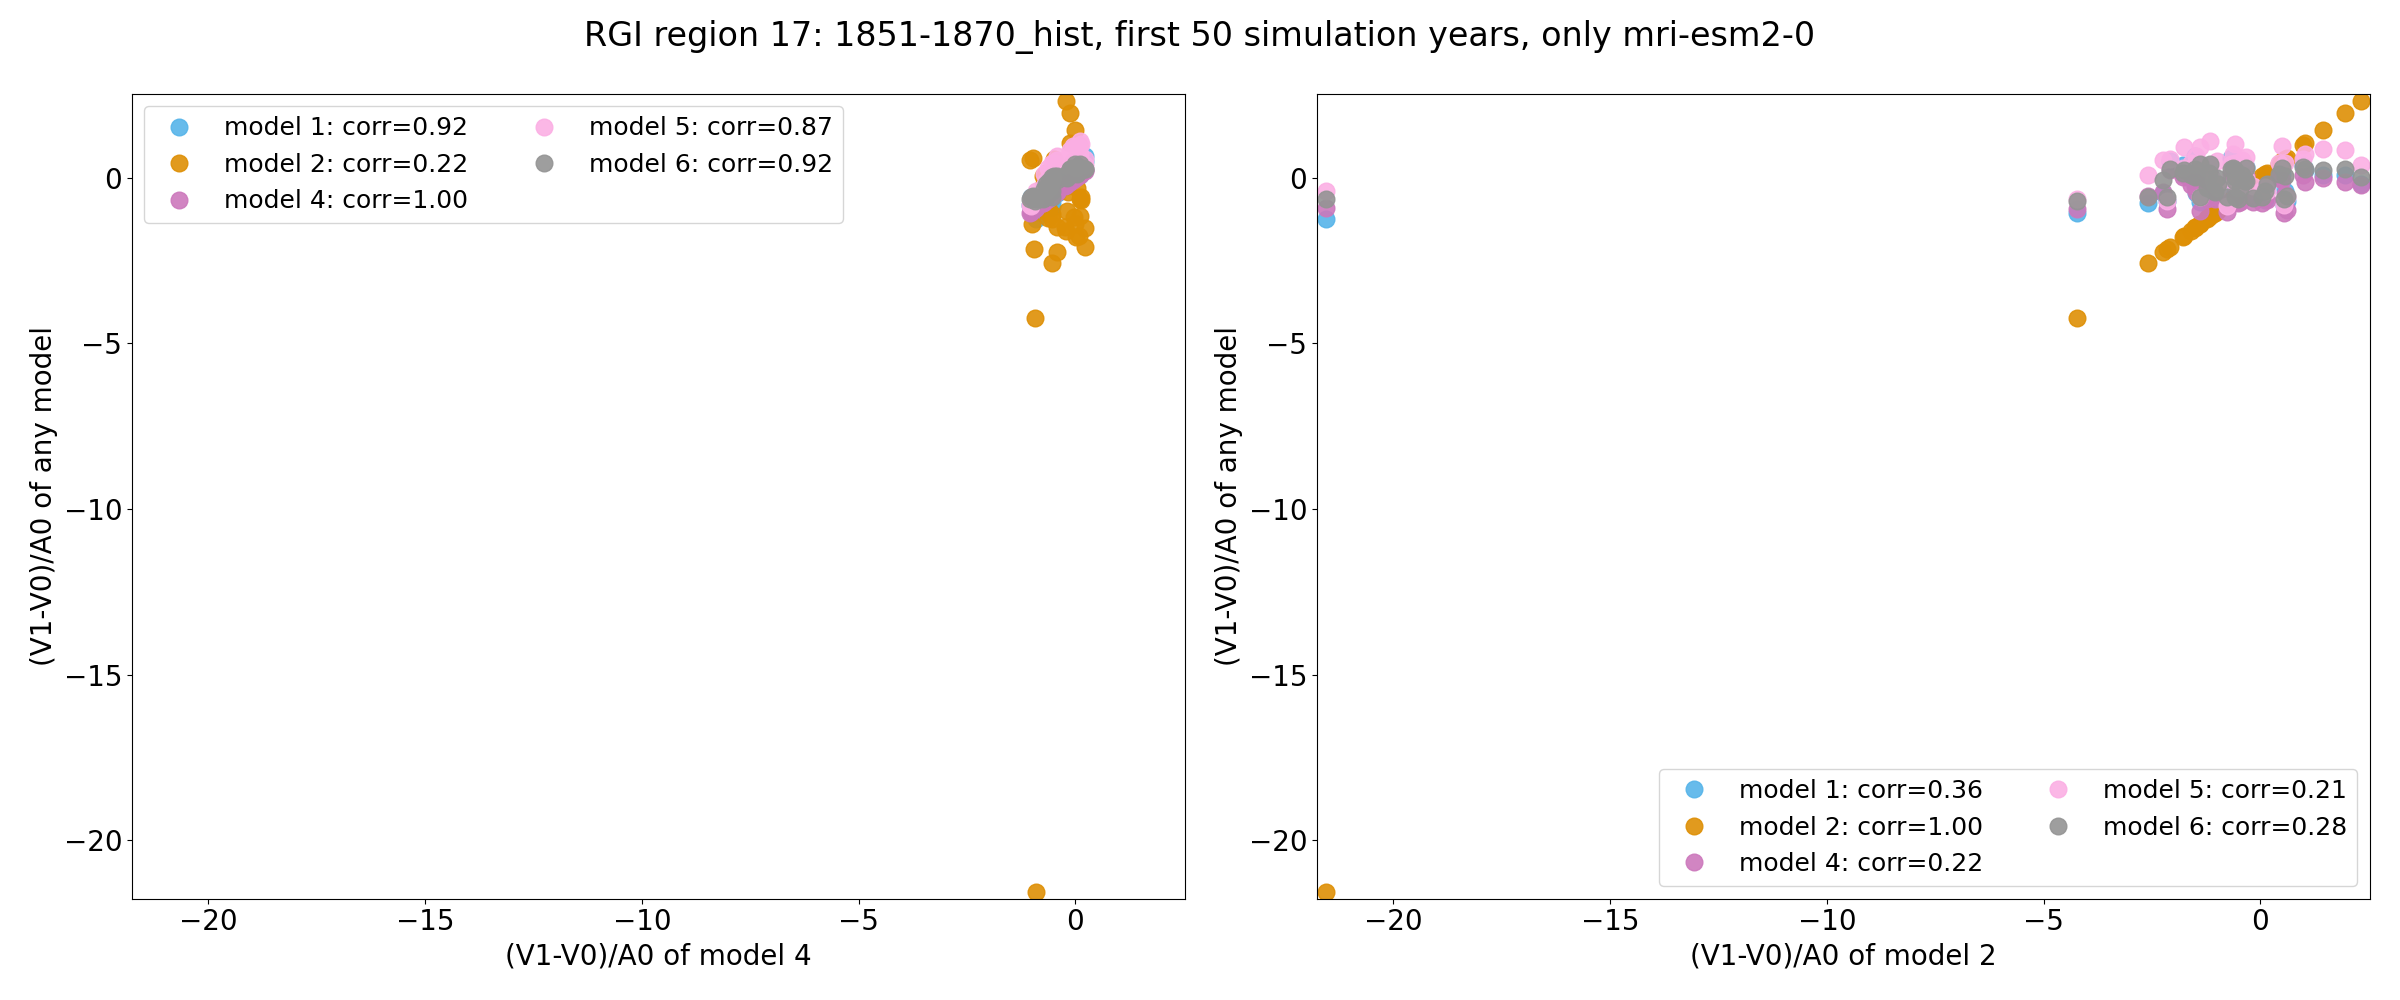 RGI region 17: 1851-1870_hist, first 50 simulation years, only mri-esm2-0
model 1: corr=0.92
model 2: corr=0.22
model 4: corr=1.00
model 5: corr=0.87
model 6: corr=0.92
0
−5
−10
−15
−20
(V1-V0)/A0 of any model
−20
−15
−10
−5
0
(V1-V0)/A0 of model 4
0
−5
−10
−15
−20
(V1-V0)/A0 of any model
model 1: corr=0.36
model 2: corr=1.00
model 4: corr=0.22
model 5: corr=0.21
model 6: corr=0.28
−20
−15
−10
−5
0
(V1-V0)/A0 of model 2